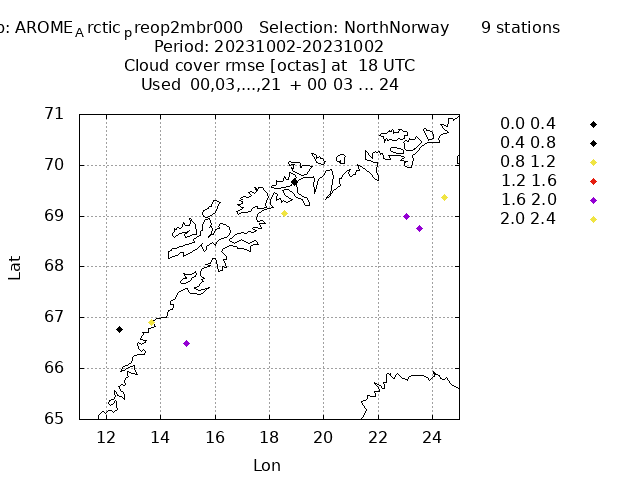 p: AROME_Arctic_preop2mbr000 Selection: NorthNorway 9 stations
Period: 20231002-20231002
Cloud cover rmse [octas] at 18 UTC
Used 00,03,...,21 + 00 03 ... 24
71
70
69
68
67
66
65
Lat
12 14 16 18 20 22 24
Lon
0.0 0.4
0.4 0.8
0.8 1.2
1.2 1.6
1.6 2.0
2.0 2.4